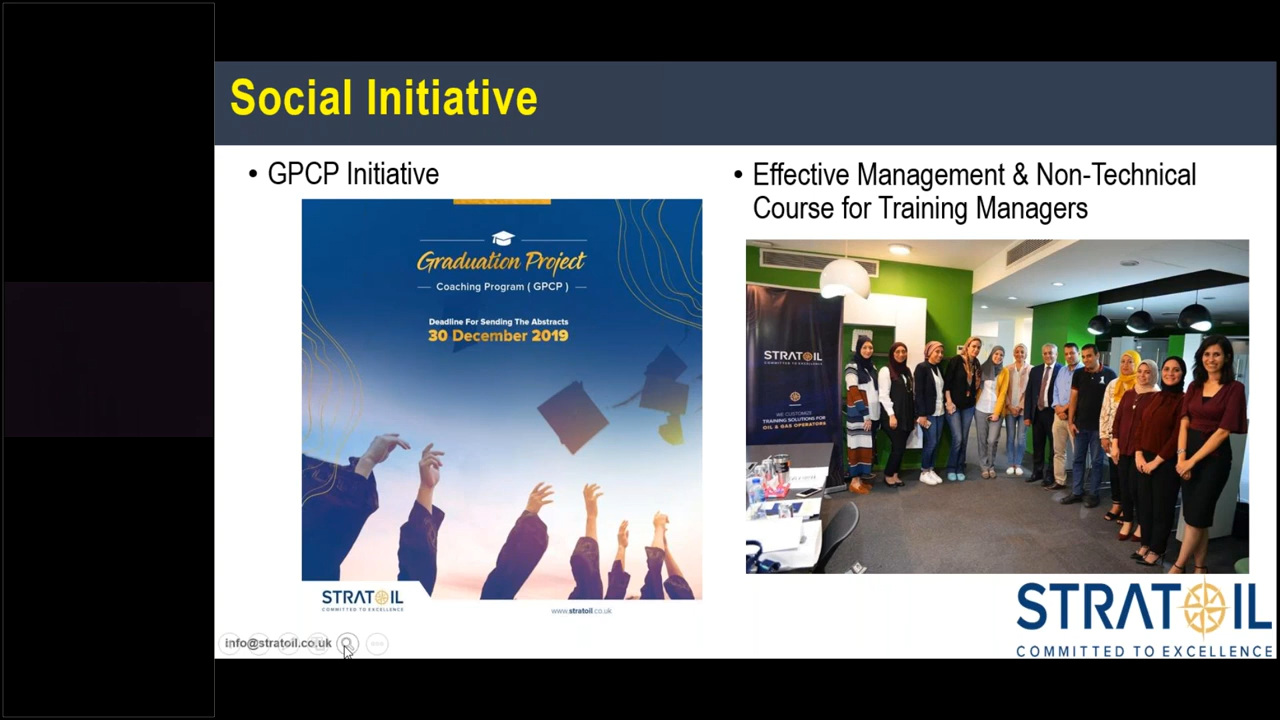 Social Initiative
• GPCP Initiative
Graduation Project
Coaching Program ( GPCP )
Deadline For Sending The Abstracts
30 December 2019
STRATOIL
COMMITTED TO EXCELLENCE
www.stratoil.co.uk
• Effective Management & Non-Technical
Course for Training Managers
STRATOIL
COMMITTED TO EXCELLENCE
WE CUSTOMIZE
TRAINING SOLUTIONS FOR
OIL & GAS OPERATORS
info@stratoil.co.uk
STRATOIL
COMMITTED TO EXCELLENCE